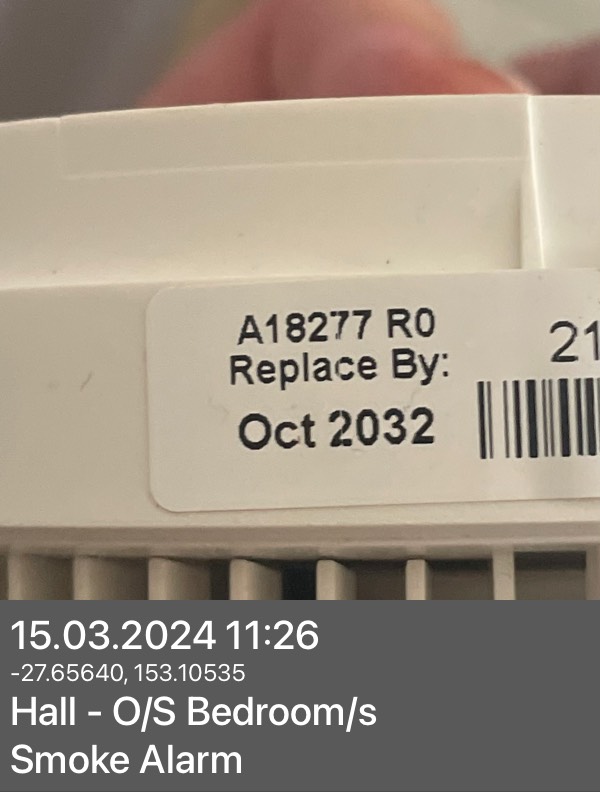 A18277 R0
Replace By:
Oct 2032
21
15.03.2024 11:26
-27.65640, 153.10535
Hall - O/S Bedroom/s
Smoke Alarm